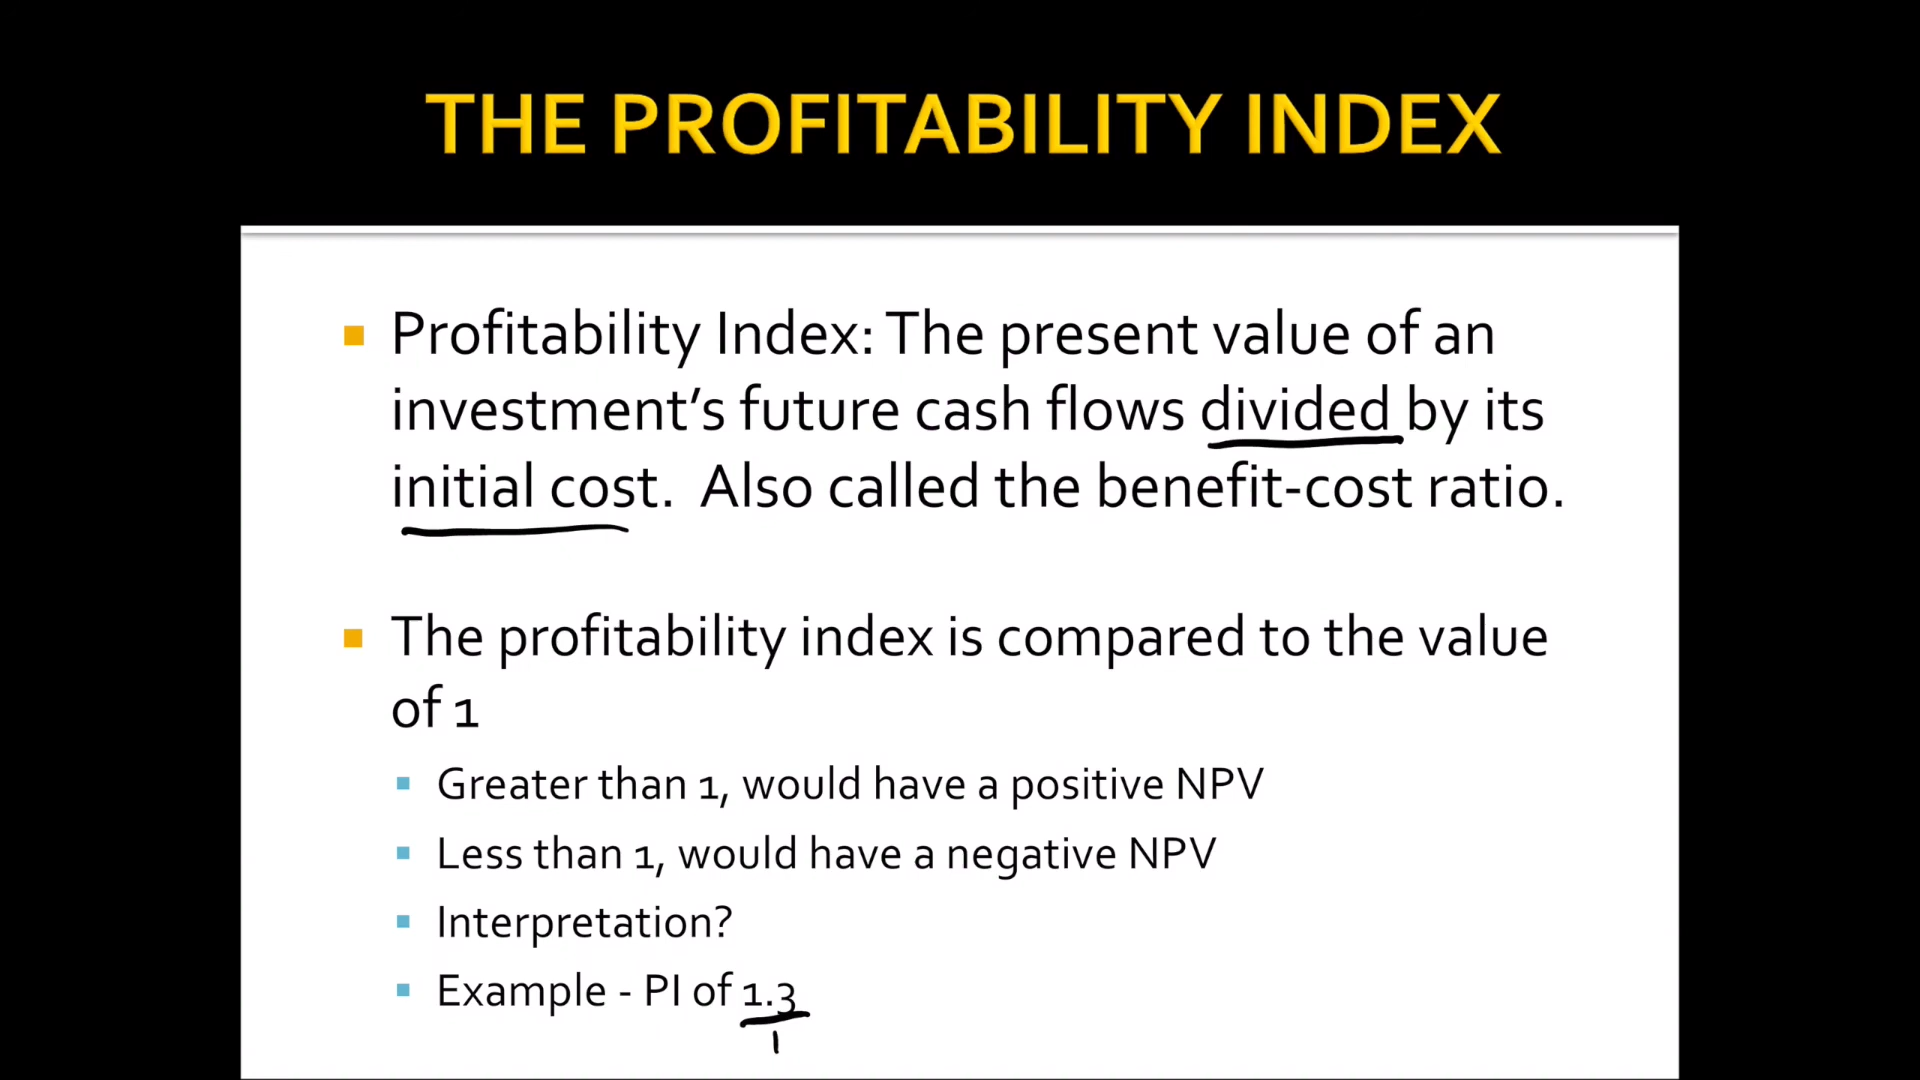 THE PROFITABILITY INDEX
Profitability Index: The present value of an
investment's future cash flows divided by its
initial cost.  Also called the benefit-cost ratio.
The profitability index is compared to the value
of 1
Greater than 1, would have a positive NPV
Less than 1, would have a negative NPV
Interpretation?
Example - PI of 1.3
1